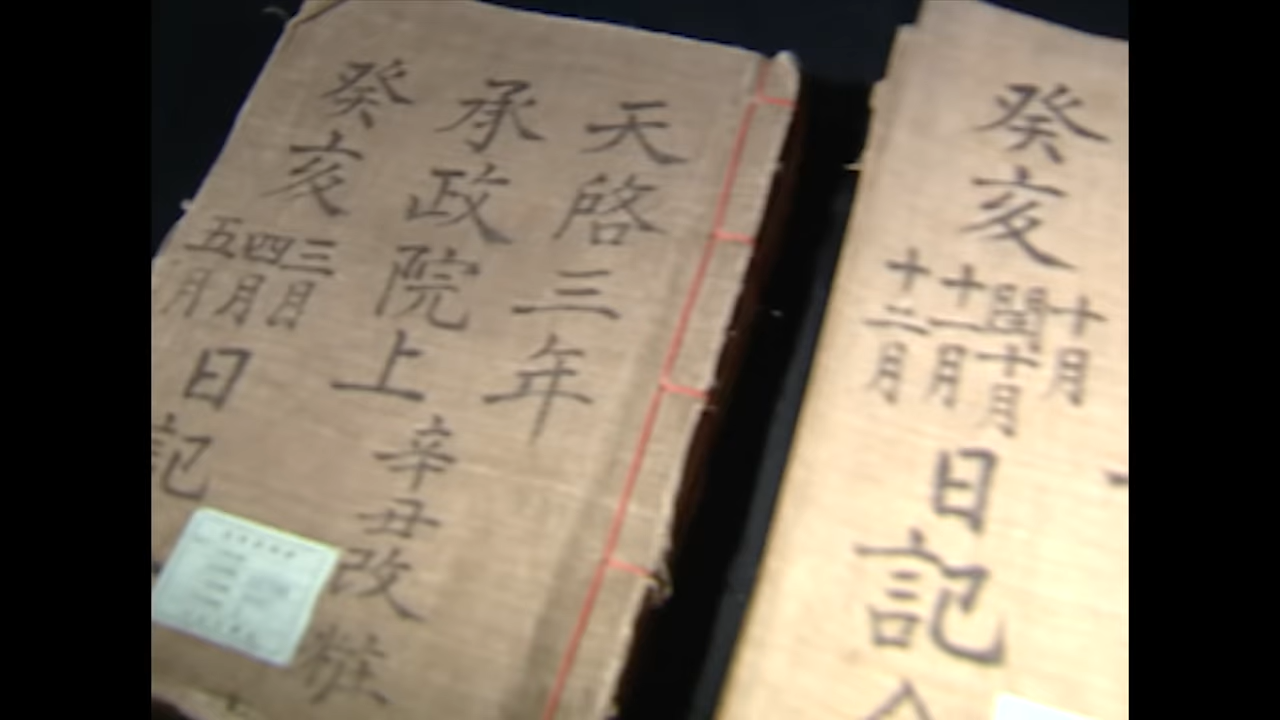 天啓三年
承政院上
辛丑改粧
癸亥
三月
四月
五月
日記
癸亥
十月
閏十月
十一月
十二月
日記